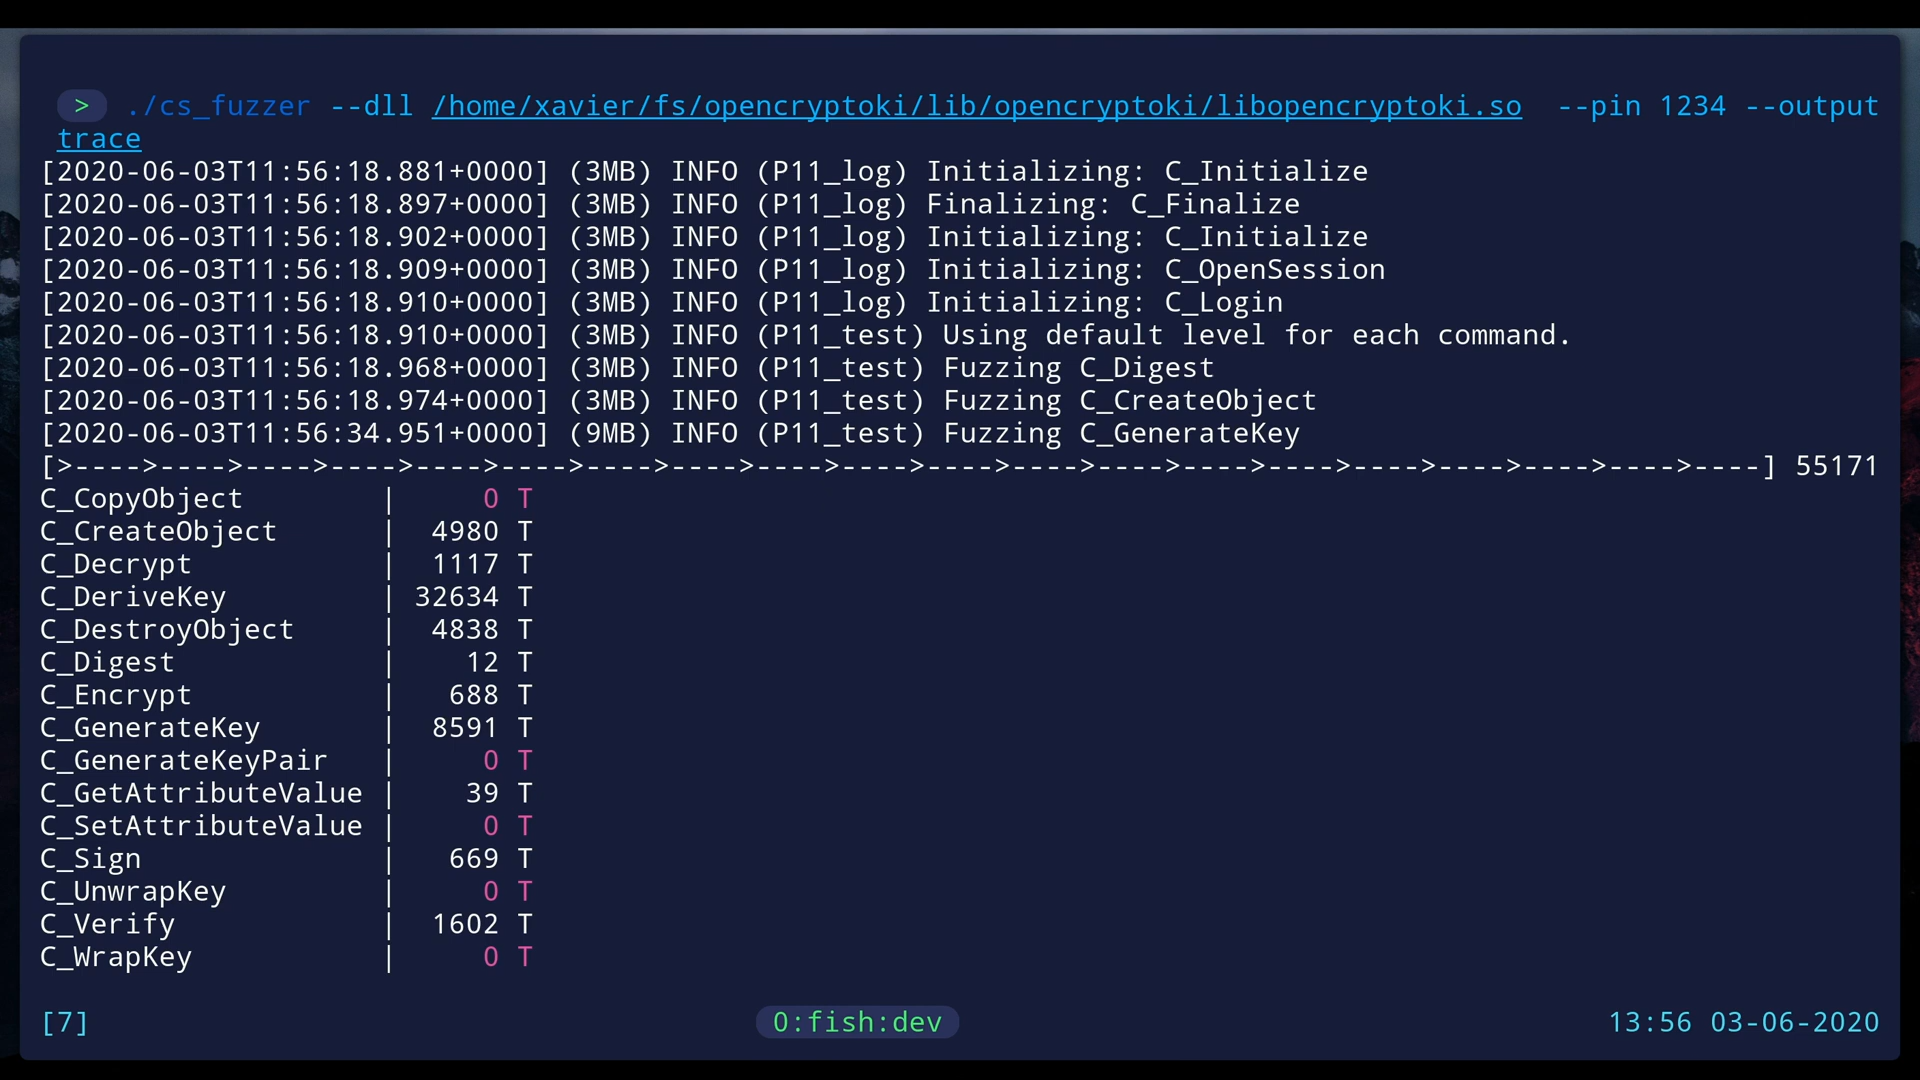 > ./cs_fuzzer --dll /home/xavier/fs/opencryptoki/lib/opencryptoki/libopencryptoki.so --pin 1234 --output
trace
[2020-06-03T11:56:18.881+0000] (3MB) INFO (P11_log) Initializing: C_Initialize
[2020-06-03T11:56:18.897+0000] (3MB) INFO (P11_log) Finalizing: C_Finalize
[2020-06-03T11:56:18.902+0000] (3MB) INFO (P11_log) Initializing: C_Initialize
[2020-06-03T11:56:18.909+0000] (3MB) INFO (P11_log) Initializing: C_OpenSession
[2020-06-03T11:56:18.910+0000] (3MB) INFO (P11_log) Initializing: C_Login
[2020-06-03T11:56:18.910+0000] (3MB) INFO (P11_test) Using default level for each command.
[2020-06-03T11:56:18.968+0000] (3MB) INFO (P11_test) Fuzzing C_Digest
[2020-06-03T11:56:18.974+0000] (3MB) INFO (P11_test) Fuzzing C_CreateObject
[2020-06-03T11:56:34.951+0000] (9MB) INFO (P11_test) Fuzzing C_GenerateKey
[>---->---->---->---->---->---->---->---->---->---->---->---->---->---->---->---->---->---->---->----] 55171
C_CopyObject | 0 T
C_CreateObject | 4980 T
C_Decrypt | 1117 T
C_DeriveKey | 32634 T
C_DestroyObject | 4838 T
C_Digest | 12 T
C_Encrypt | 688 T
C_GenerateKey | 8591 T
C_GenerateKeyPair | 0 T
C_GetAttributeValue | 39 T
C_SetAttributeValue | 0 T
C_Sign | 669 T
C_UnwrapKey | 0 T
C_Verify | 1602 T
C_WrapKey | 0 T
[7] 0:fish:dev 13:56 03-06-2020